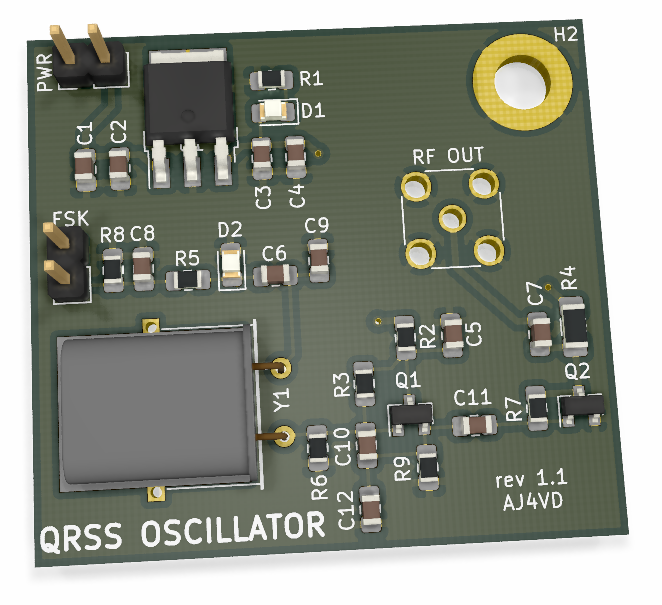 H2
PWR
R1
D1
C1
C2
C3
C4
RF OUT
FSK
R8
C8
R5
D2
C6
C9
C7
R4
R2
C5
R3
Q1
Q2
Y1
C11
R7
R6
C10
R9
C12
rev 1.1
AJ4VD
QRSS OSCILLATOR